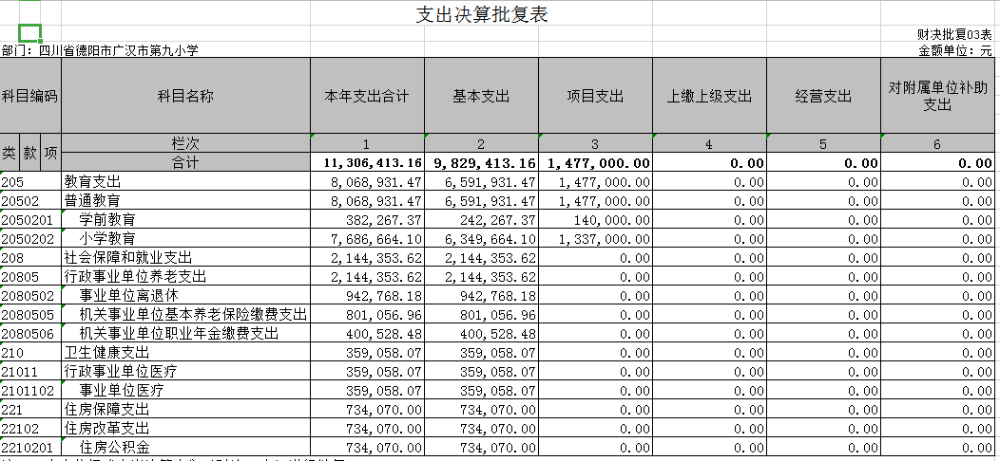 支出决算批复表
财决批复03表
部门：四川省德阳市广汉市第九小学 金额单位：元
科目编码 科目名称 本年支出合计 基本支出 项目支出 上缴上级支出 经营支出 对附属单位补助支出
类 款 项 栏次 1 2 3 4 5 6
合计 11,306,413.16 9,829,413.16 1,477,000.00 0.00 0.00 0.00
205 教育支出 8,068,931.47 6,591,931.47 1,477,000.00 0.00 0.00 0.00
20502 普通教育 8,068,931.47 6,591,931.47 1,477,000.00 0.00 0.00 0.00
2050201 学前教育 382,267.37 242,267.37 140,000.00 0.00 0.00 0.00
2050202 小学教育 7,686,664.10 6,349,664.10 1,337,000.00 0.00 0.00 0.00
208 社会保障和就业支出 2,144,353.62 2,144,353.62 0.00 0.00 0.00 0.00
20805 行政事业单位养老支出 2,144,353.62 2,144,353.62 0.00 0.00 0.00 0.00
2080502 事业单位离退休 942,768.18 942,768.18 0.00 0.00 0.00 0.00
2080505 机关事业单位基本养老保险缴费支出 801,056.96 801,056.96 0.00 0.00 0.00 0.00
2080506 机关事业单位职业年金缴费支出 400,528.48 400,528.48 0.00 0.00 0.00 0.00
210 卫生健康支出 359,058.07 359,058.07 0.00 0.00 0.00 0.00
21011 行政事业单位医疗 359,058.07 359,058.07 0.00 0.00 0.00 0.00
2101102 事业单位医疗 359,058.07 359,058.07 0.00 0.00 0.00 0.00
221 住房保障支出 734,070.00 734,070.00 0.00 0.00 0.00 0.00
22102 住房改革支出 734,070.00 734,070.00 0.00 0.00 0.00 0.00
2210201 住房公积金 734,070.00 734,070.00 0.00 0.00 0.00 0.00